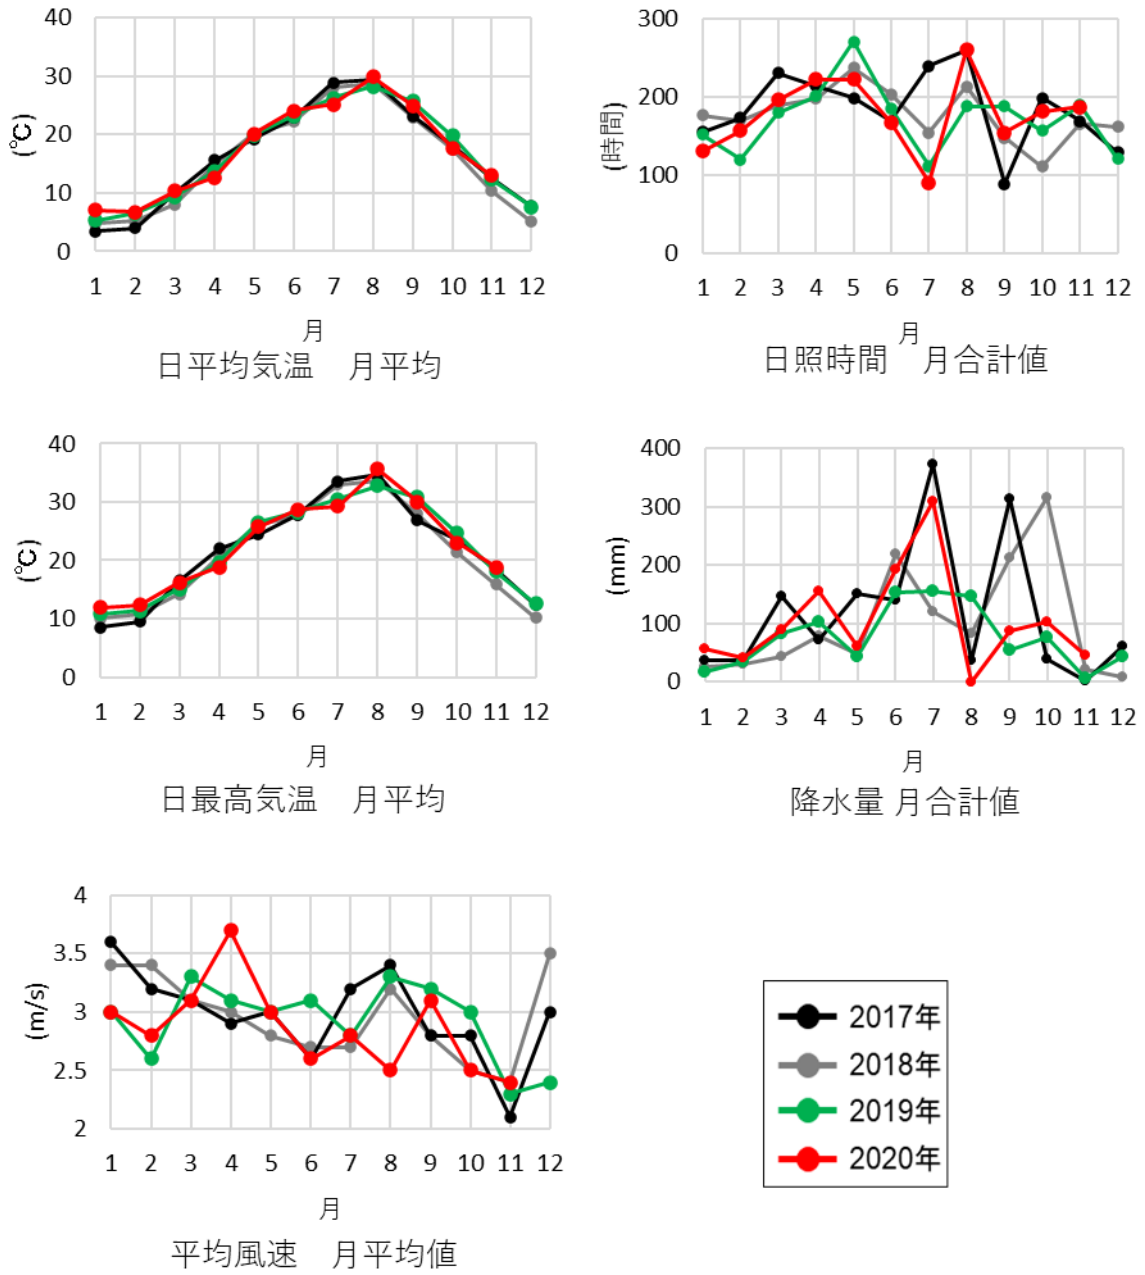 40
30
20
10
0
(℃)
1 2 3 4 5 6 7 8 9 10 11 12
月
日平均気温 月平均
300
200
100
0
(時間)
1 2 3 4 5 6 7 8 9 10 11 12
月
日照時間 月合計値
40
30
20
10
0
(℃)
1 2 3 4 5 6 7 8 9 10 11 12
月
日最高気温 月平均
400
300
200
100
0
(mm)
1 2 3 4 5 6 7 8 9 10 11 12
月
降水量 月合計値
4
3.5
3
2.5
2
(m/s)
1 2 3 4 5 6 7 8 9 10 11 12
月
平均風速 月平均値
2017年
2018年
2019年
2020年